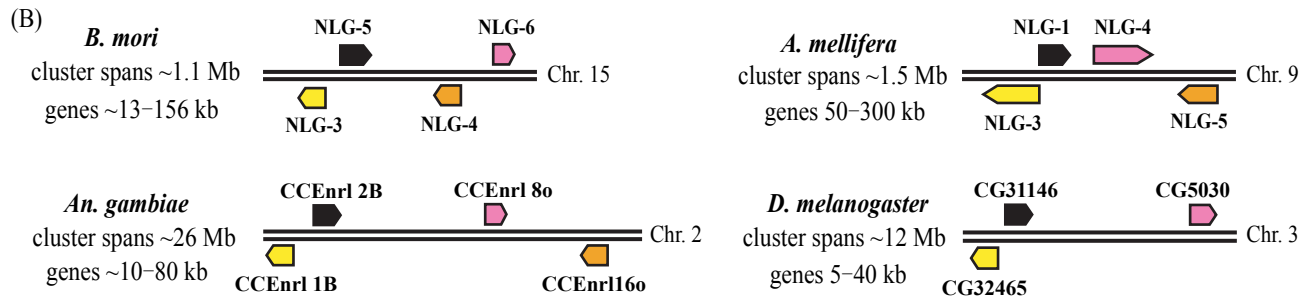 (B)
B. mori
cluster spans ~1.1 Mb
genes ~13–156 kb
NLG-5
NLG-6
Chr. 15
NLG-3
NLG-4
A. mellifera
cluster spans ~1.5 Mb
genes 50–300 kb
NLG-1
NLG-4
Chr. 9
NLG-3
NLG-5
An. gambiae
cluster spans ~26 Mb
genes ~10–80 kb
CCEnrl 2B
CCEnrl 8o
Chr. 2
CCEnrl 1B
CCEnrl16o
D. melanogaster
cluster spans ~12 Mb
genes 5–40 kb
CG31146
CG5030
Chr. 3
CG32465